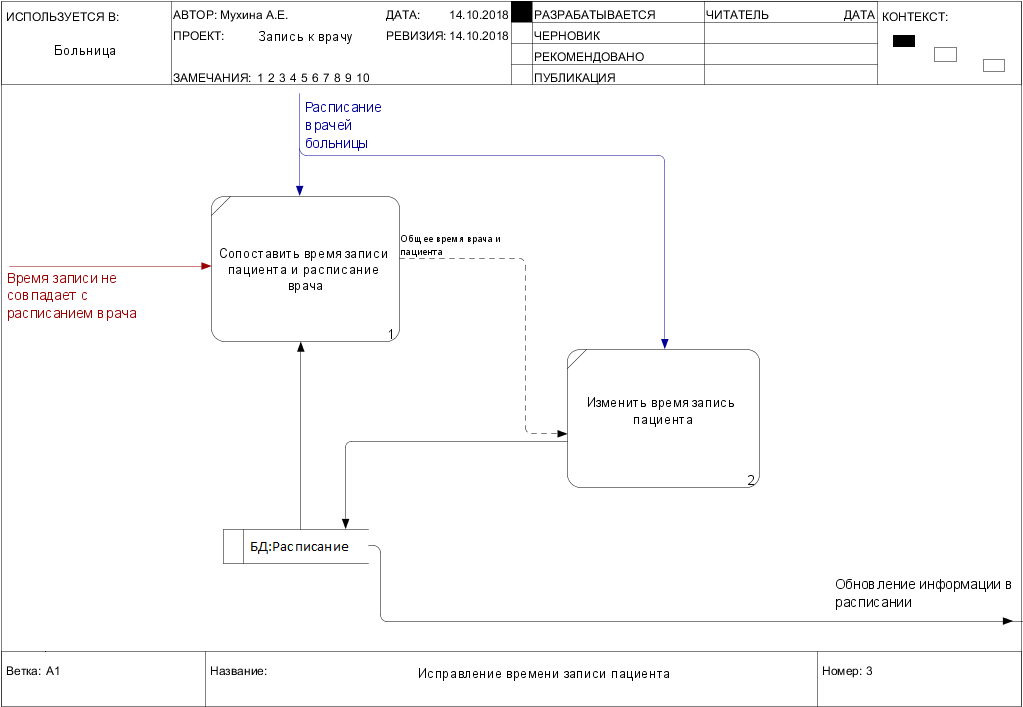 ИСПОЛЬЗУЕТСЯ В:
Больница
АВТОР: Мухина А.Е.
ДАТА: 14.10.2018
ПРОЕКТ: Запись к врачу
РЕВИЗИЯ: 14.10.2018
ЗАМЕЧАНИЯ: 1 2 3 4 5 6 7 8 9 10
РАЗРАБАТЫВАЕТСЯ
ЧЕРНОВИК
РЕКОМЕНДОВАНО
ПУБЛИКАЦИЯ
ЧИТАТЕЛЬ
ДАТА
КОНТЕКСТ:
Расписание
врачей
больницы
Сопоставить время записи
пациента и расписание
врача
1
Общее время врача и
пациента
Время записи не
совпадает с
расписанием врача
Изменить время запись
пациента
2
БД:Расписание
Обновление информации в
расписании
Ветка: A1
Название:
Исправление времени записи пациента
Номер: 3